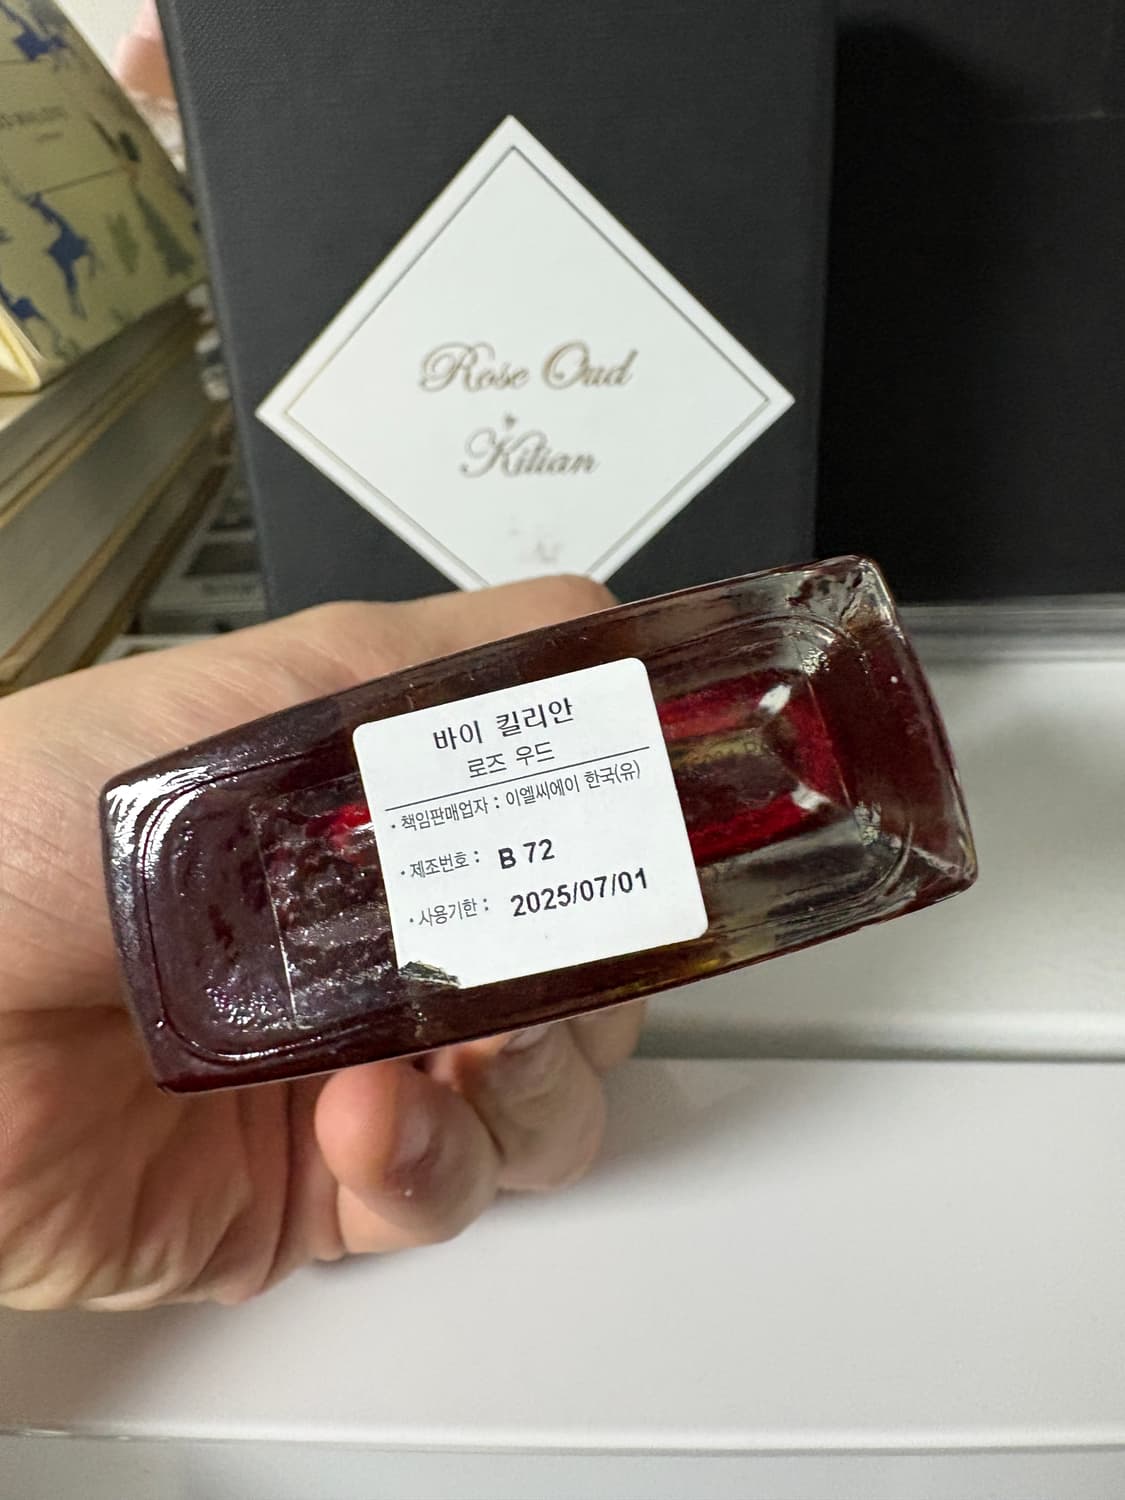 Rose Oud
by
Kilian
바이 킬리안
로즈 우드
· 책임판매업자 : 이엘씨에이 한국(유)
· 제조번호 : B 72
· 사용기한 : 2025/07/01